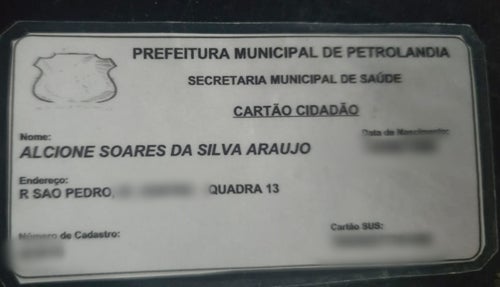 PREFEITURA MUNICIPAL DE PETROLANDIA
SECRETARIA MUNICIPAL DE SAÚDE
CARTÃO CIDADÃO
Nome: Data de Nascimento:
ALCIONE SOARES DA SILVA ARAUJO
Endereço:
R SAO PEDRO, QUADRA 13
Número de Cadastro: Cartão SUS: